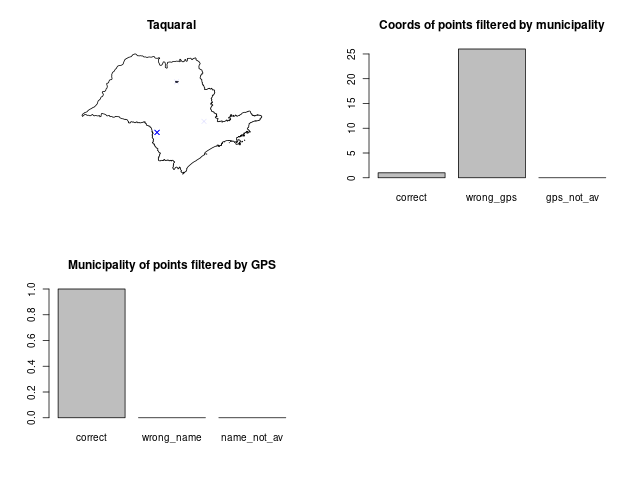 Taquaral
Coords of points filtered by municipality
25
20
15
10
5
0
correct wrong_gps gps_not_av
Municipality of points filtered by GPS
1.0
0.8
0.6
0.4
0.2
0.0
correct wrong_name name_not_av